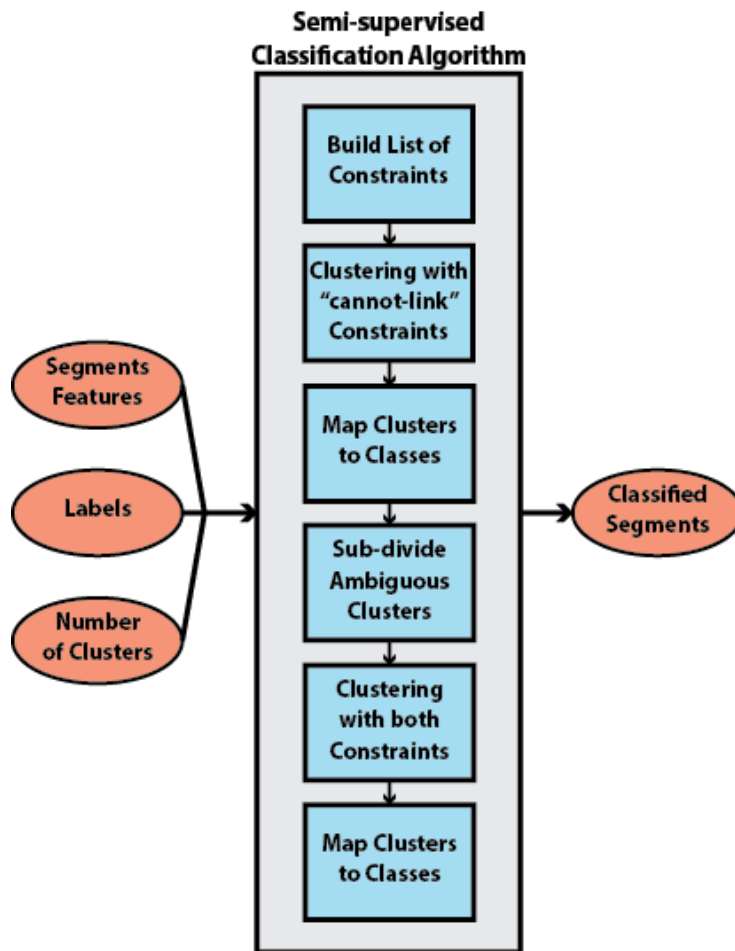 Semi-supervised
Classification Algorithm
Build List of
Constraints
Clustering with
“cannot-link”
Constraints
Map Clusters
to Classes
Sub-divide
Ambiguous
Clusters
Clustering
with both
Constraints
Map Clusters
to Classes
Segments
Features
Labels
Number
of Clusters
Classified
Segments